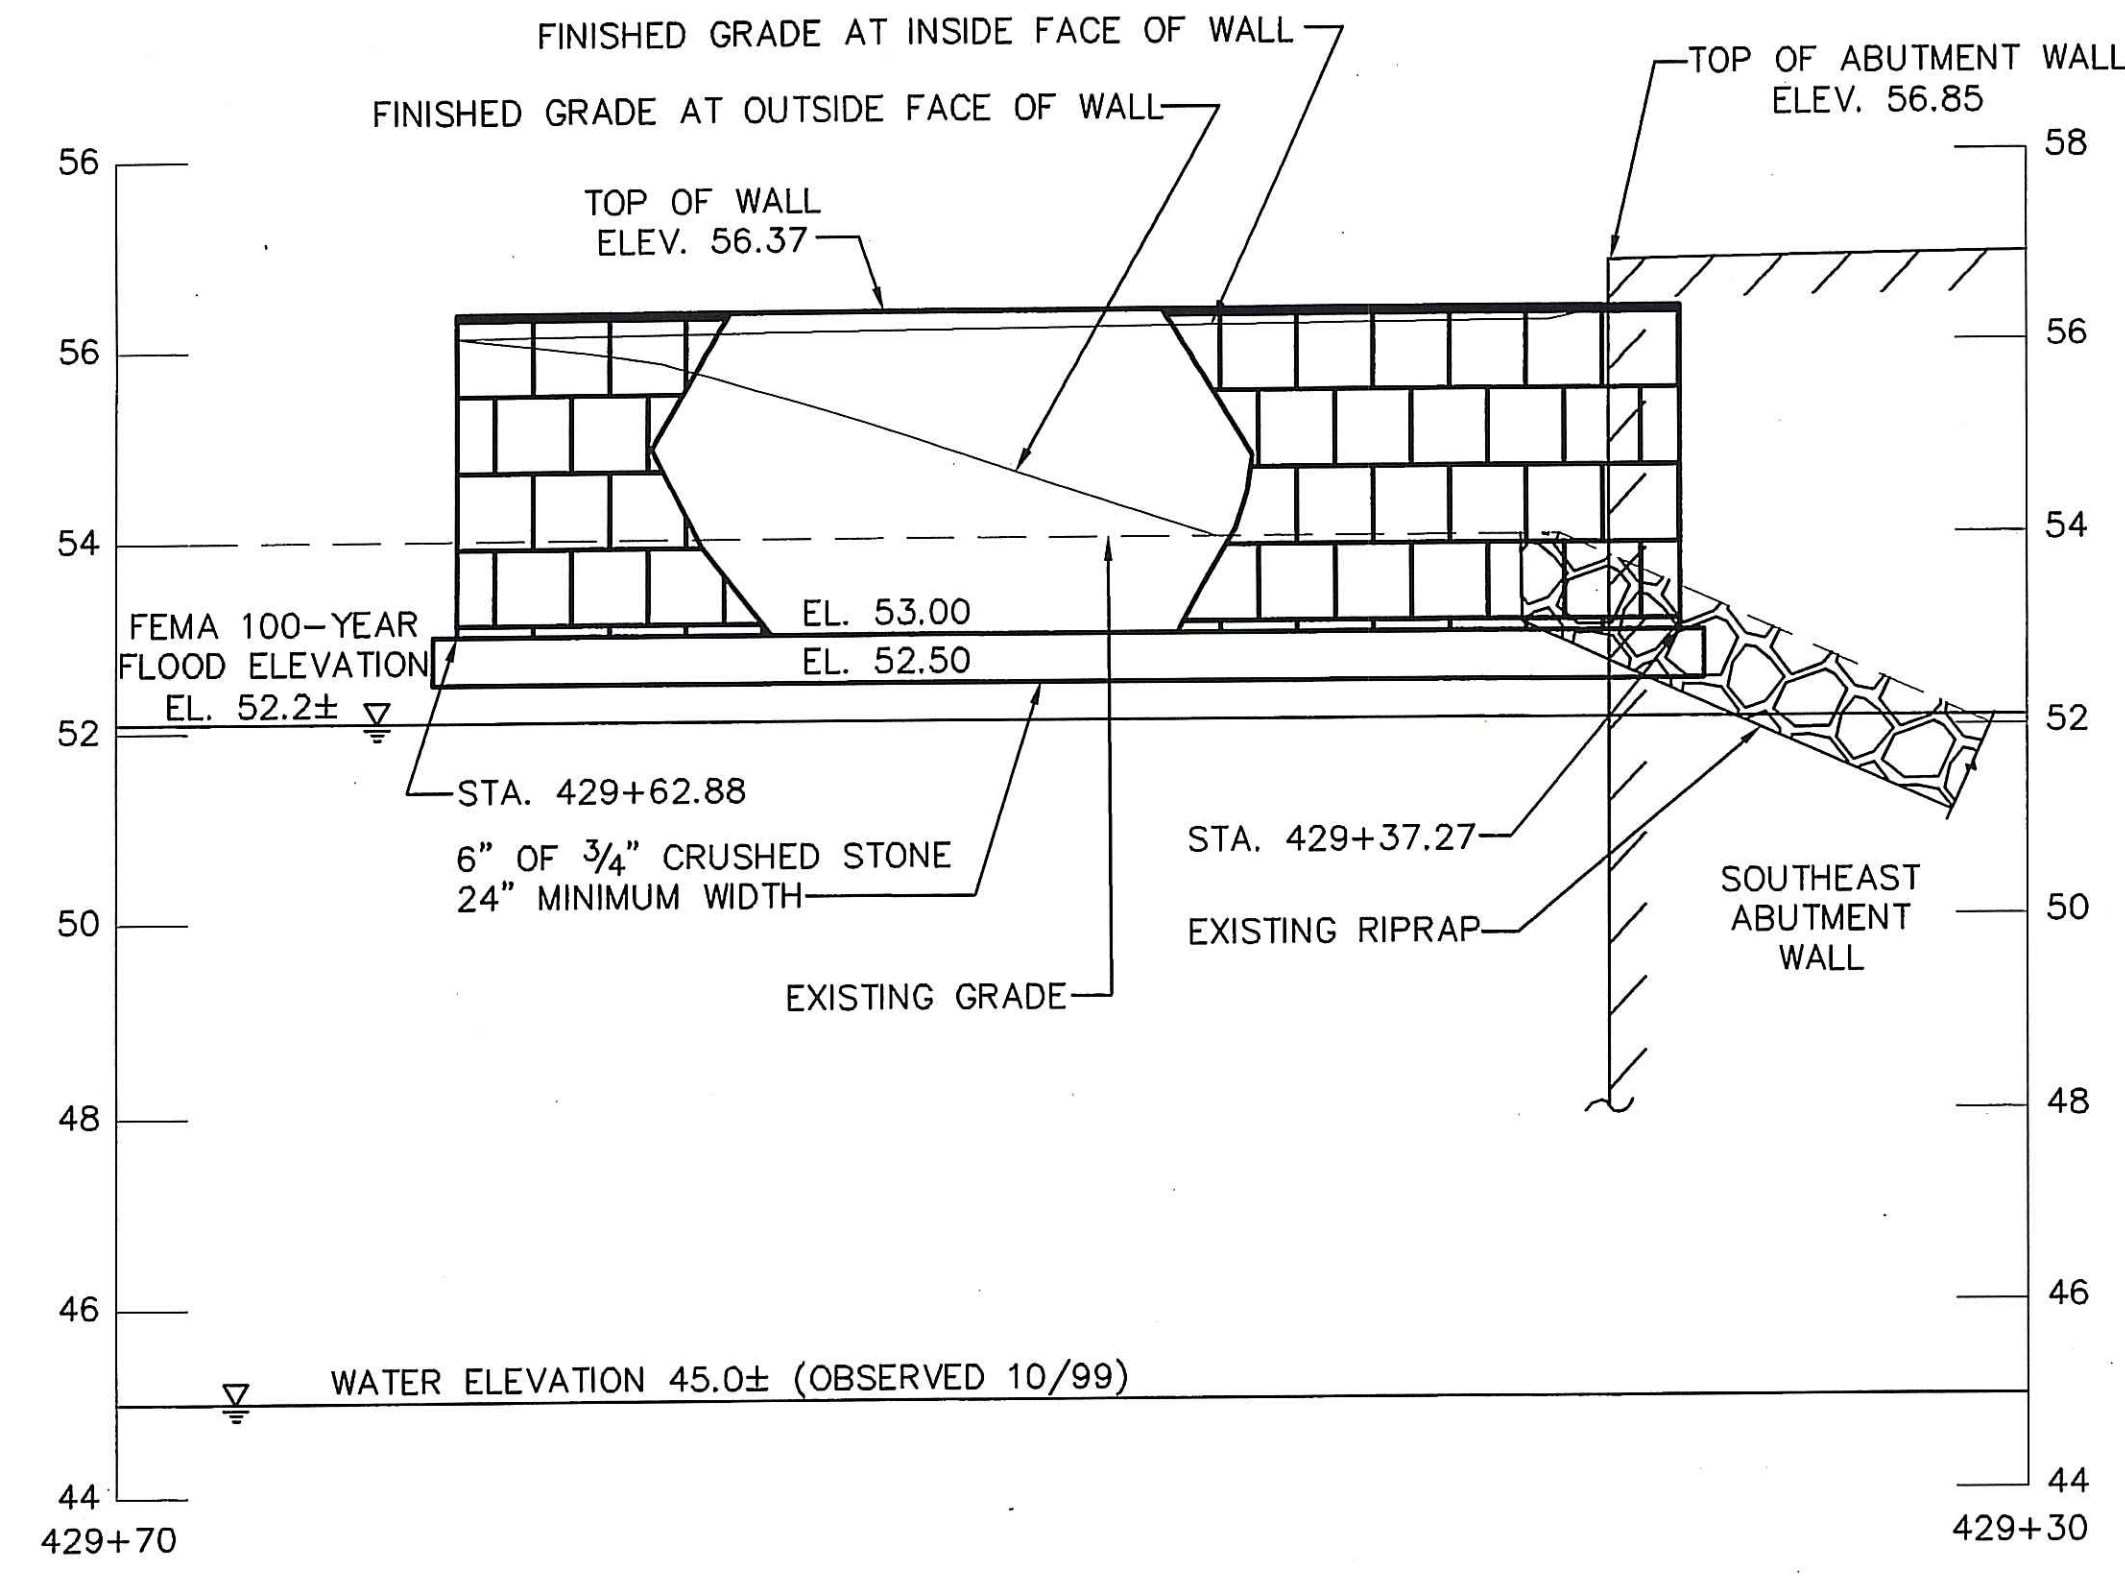 FINISHED GRADE AT INSIDE FACE OF WALL
TOP OF ABUTMENT WALL
ELEV. 56.85
FINISHED GRADE AT OUTSIDE FACE OF WALL
56
58
TOP OF WALL
ELEV. 56.37
56
56
54
54
EL. 53.00
FEMA 100-YEAR
FLOOD ELEVATION
EL. 52.2±
EL. 52.50
52
52
STA. 429+62.88
STA. 429+37.27
6" OF 3/4" CRUSHED STONE
24" MINIMUM WIDTH
SOUTHEAST
ABUTMENT
WALL
50
50
EXISTING RIPRAP
EXISTING GRADE
48
48
46
46
WATER ELEVATION 45.0± (OBSERVED 10/99)
44
44
429+70
429+30